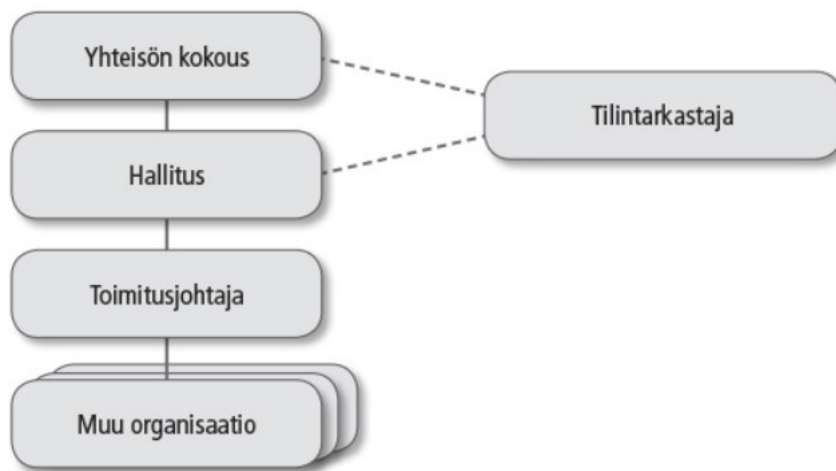 Yhteisön kokous
Tilintarkastaja
Hallitus
Toimitusjohtaja
Muu organisaatio